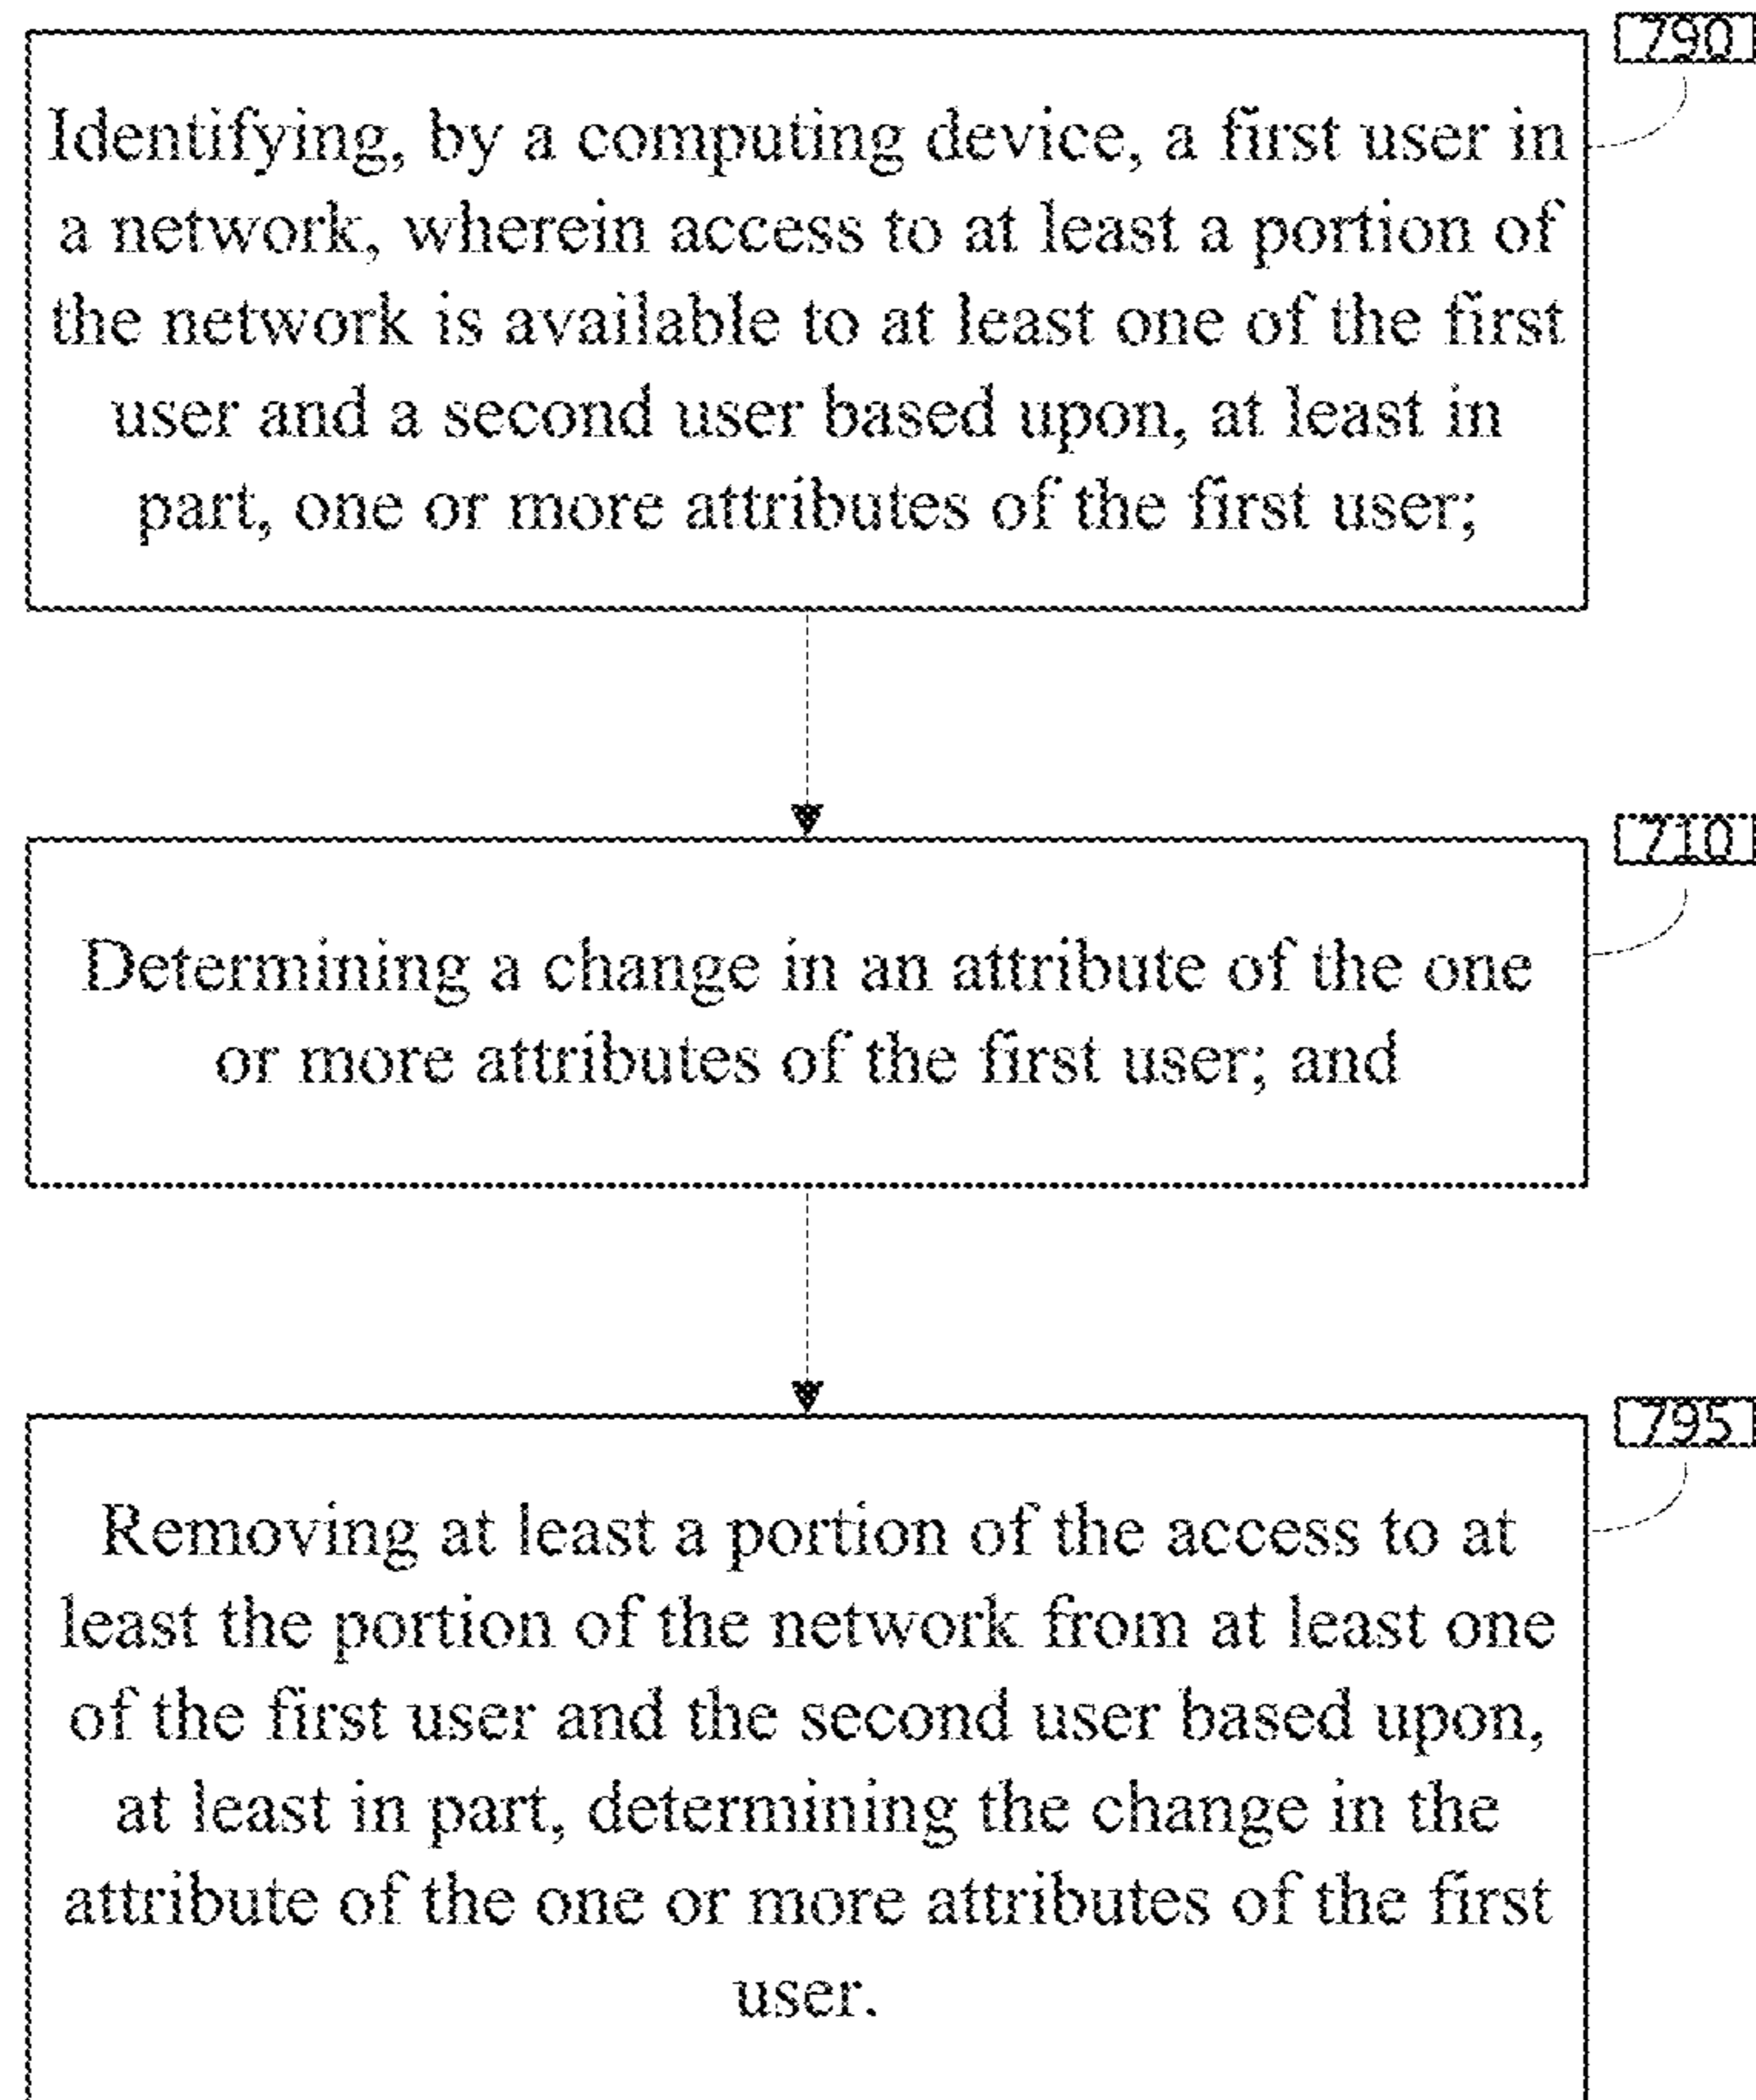 790
Identifying, by a computing device, a first user in
a network, wherein access to at least a portion of
the network is available to at least one of the first
user and a second user based upon, at least in
part, one or more attributes of the first user;
710
Determining a change in an attribute of the one
or more attributes of the first user; and
795
Removing at least a portion of the access to at
least the portion of the network from at least one
of the first user and the second user based upon,
at least in part, determining the change in the
attribute of the one or more attributes of the first
user.